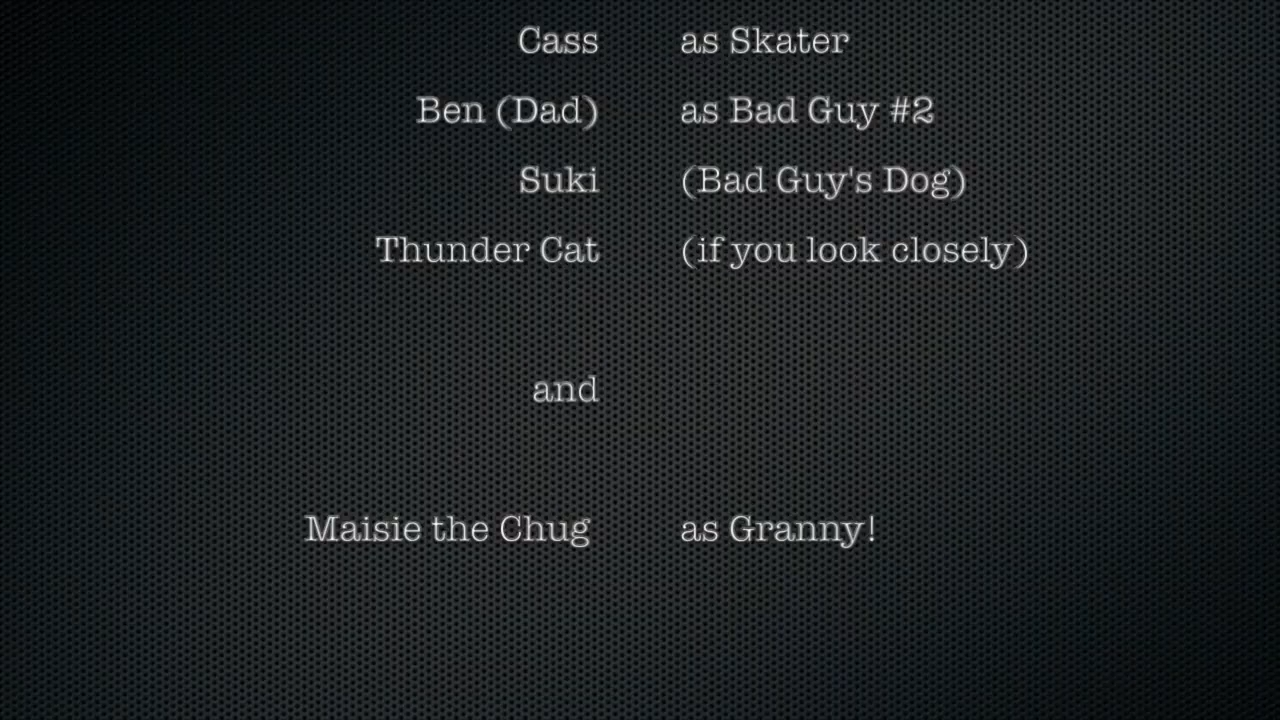 Cass as Skater
Ben (Dad) as Bad Guy #2
Suki (Bad Guy's Dog)
Thunder Cat (if you look closely)
and
Maisie the Chug as Granny!